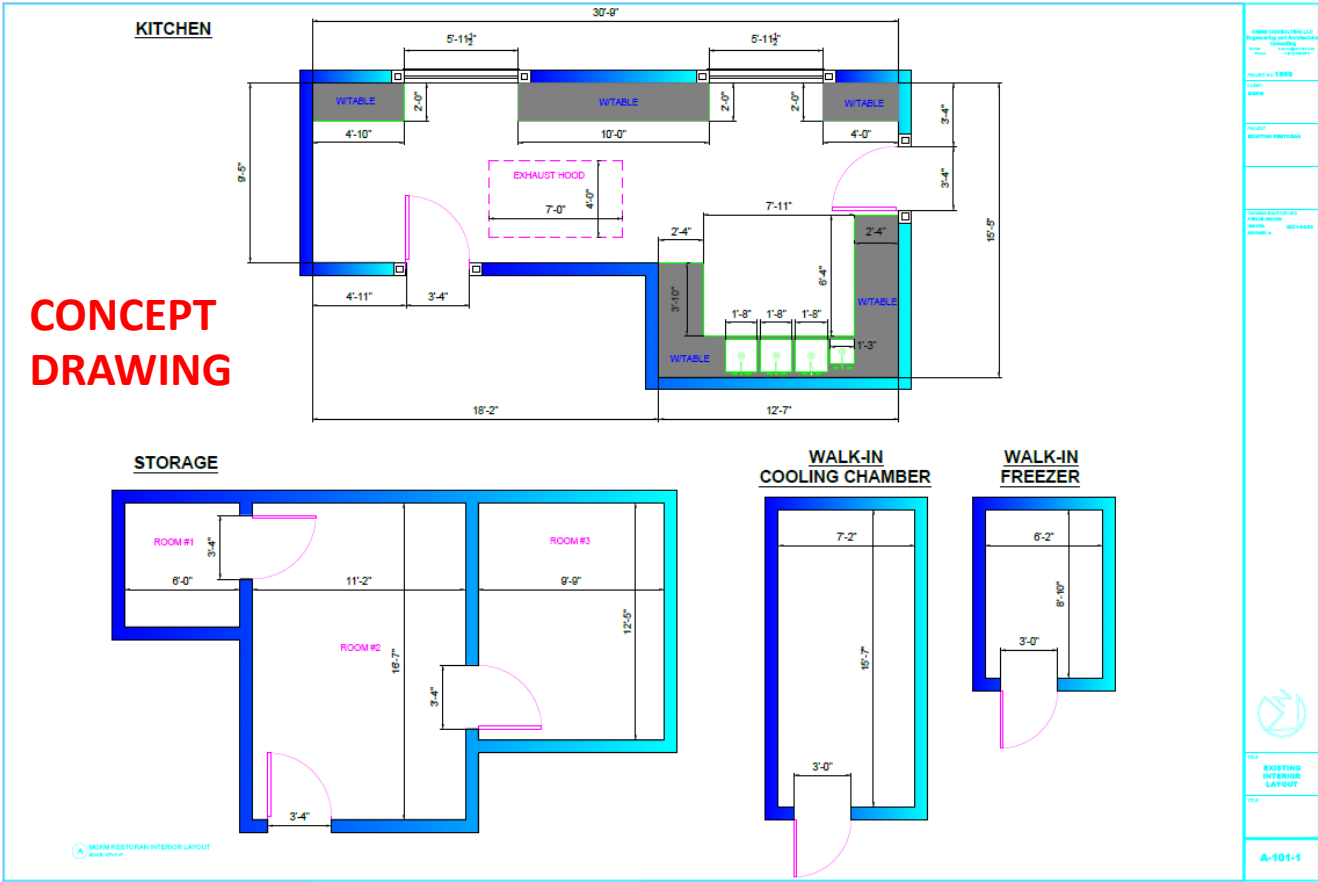 KITCHEN
30'-9"
5'-11½"
5'-11½"
W/TABLE
2'-0"
W/TABLE
2'-0"
2'-0"
W/TABLE
3'-4"
4'-10"
10'-0"
4'-0"
9'-5"
EXHAUST HOOD
4'-0"
7'-0"
3'-4"
7'-11"
2'-4"
2'-4"
15'-5"
6'-4"
4'-11"
3'-4"
3'-10"
W/TABLE
1'-8"
1'-8"
1'-8"
1'-3"
W/TABLE
CONCEPT
DRAWING
18'-2"
12'-7"
STORAGE
ROOM #1
3'-4"
6'-0"
11'-2"
ROOM #3
9'-9"
12'-5"
ROOM #2
16'-7"
3'-4"
3'-4"
WALK-IN
COOLING CHAMBER
7'-2"
15'-7"
3'-0"
WALK-IN
FREEZER
6'-2"
8'-10"
3'-0"
A
INTERIOR LAYOUT
EXISTING
INTERIOR
LAYOUT
A-101-1